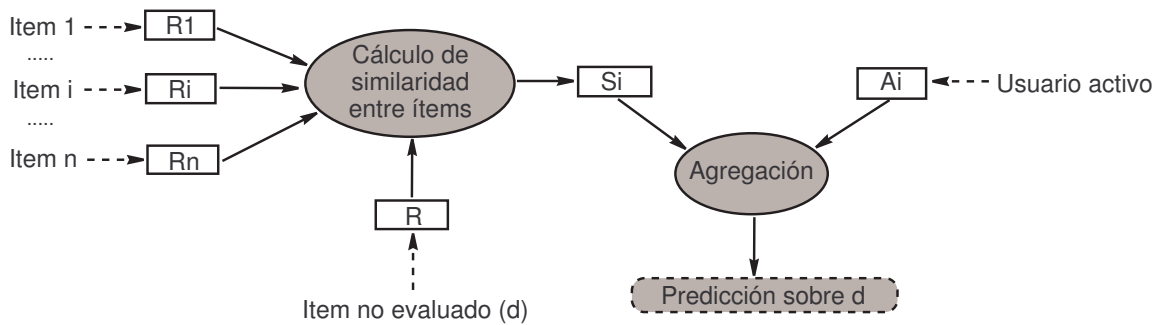 Item 1
R1
.....
Item i
Ri
.....
Item n
Rn
Cálculo de
similaridad
entre ítems
R
Item no evaluado (d)
Si
Ai
Usuario activo
Agregación
Predicción sobre d